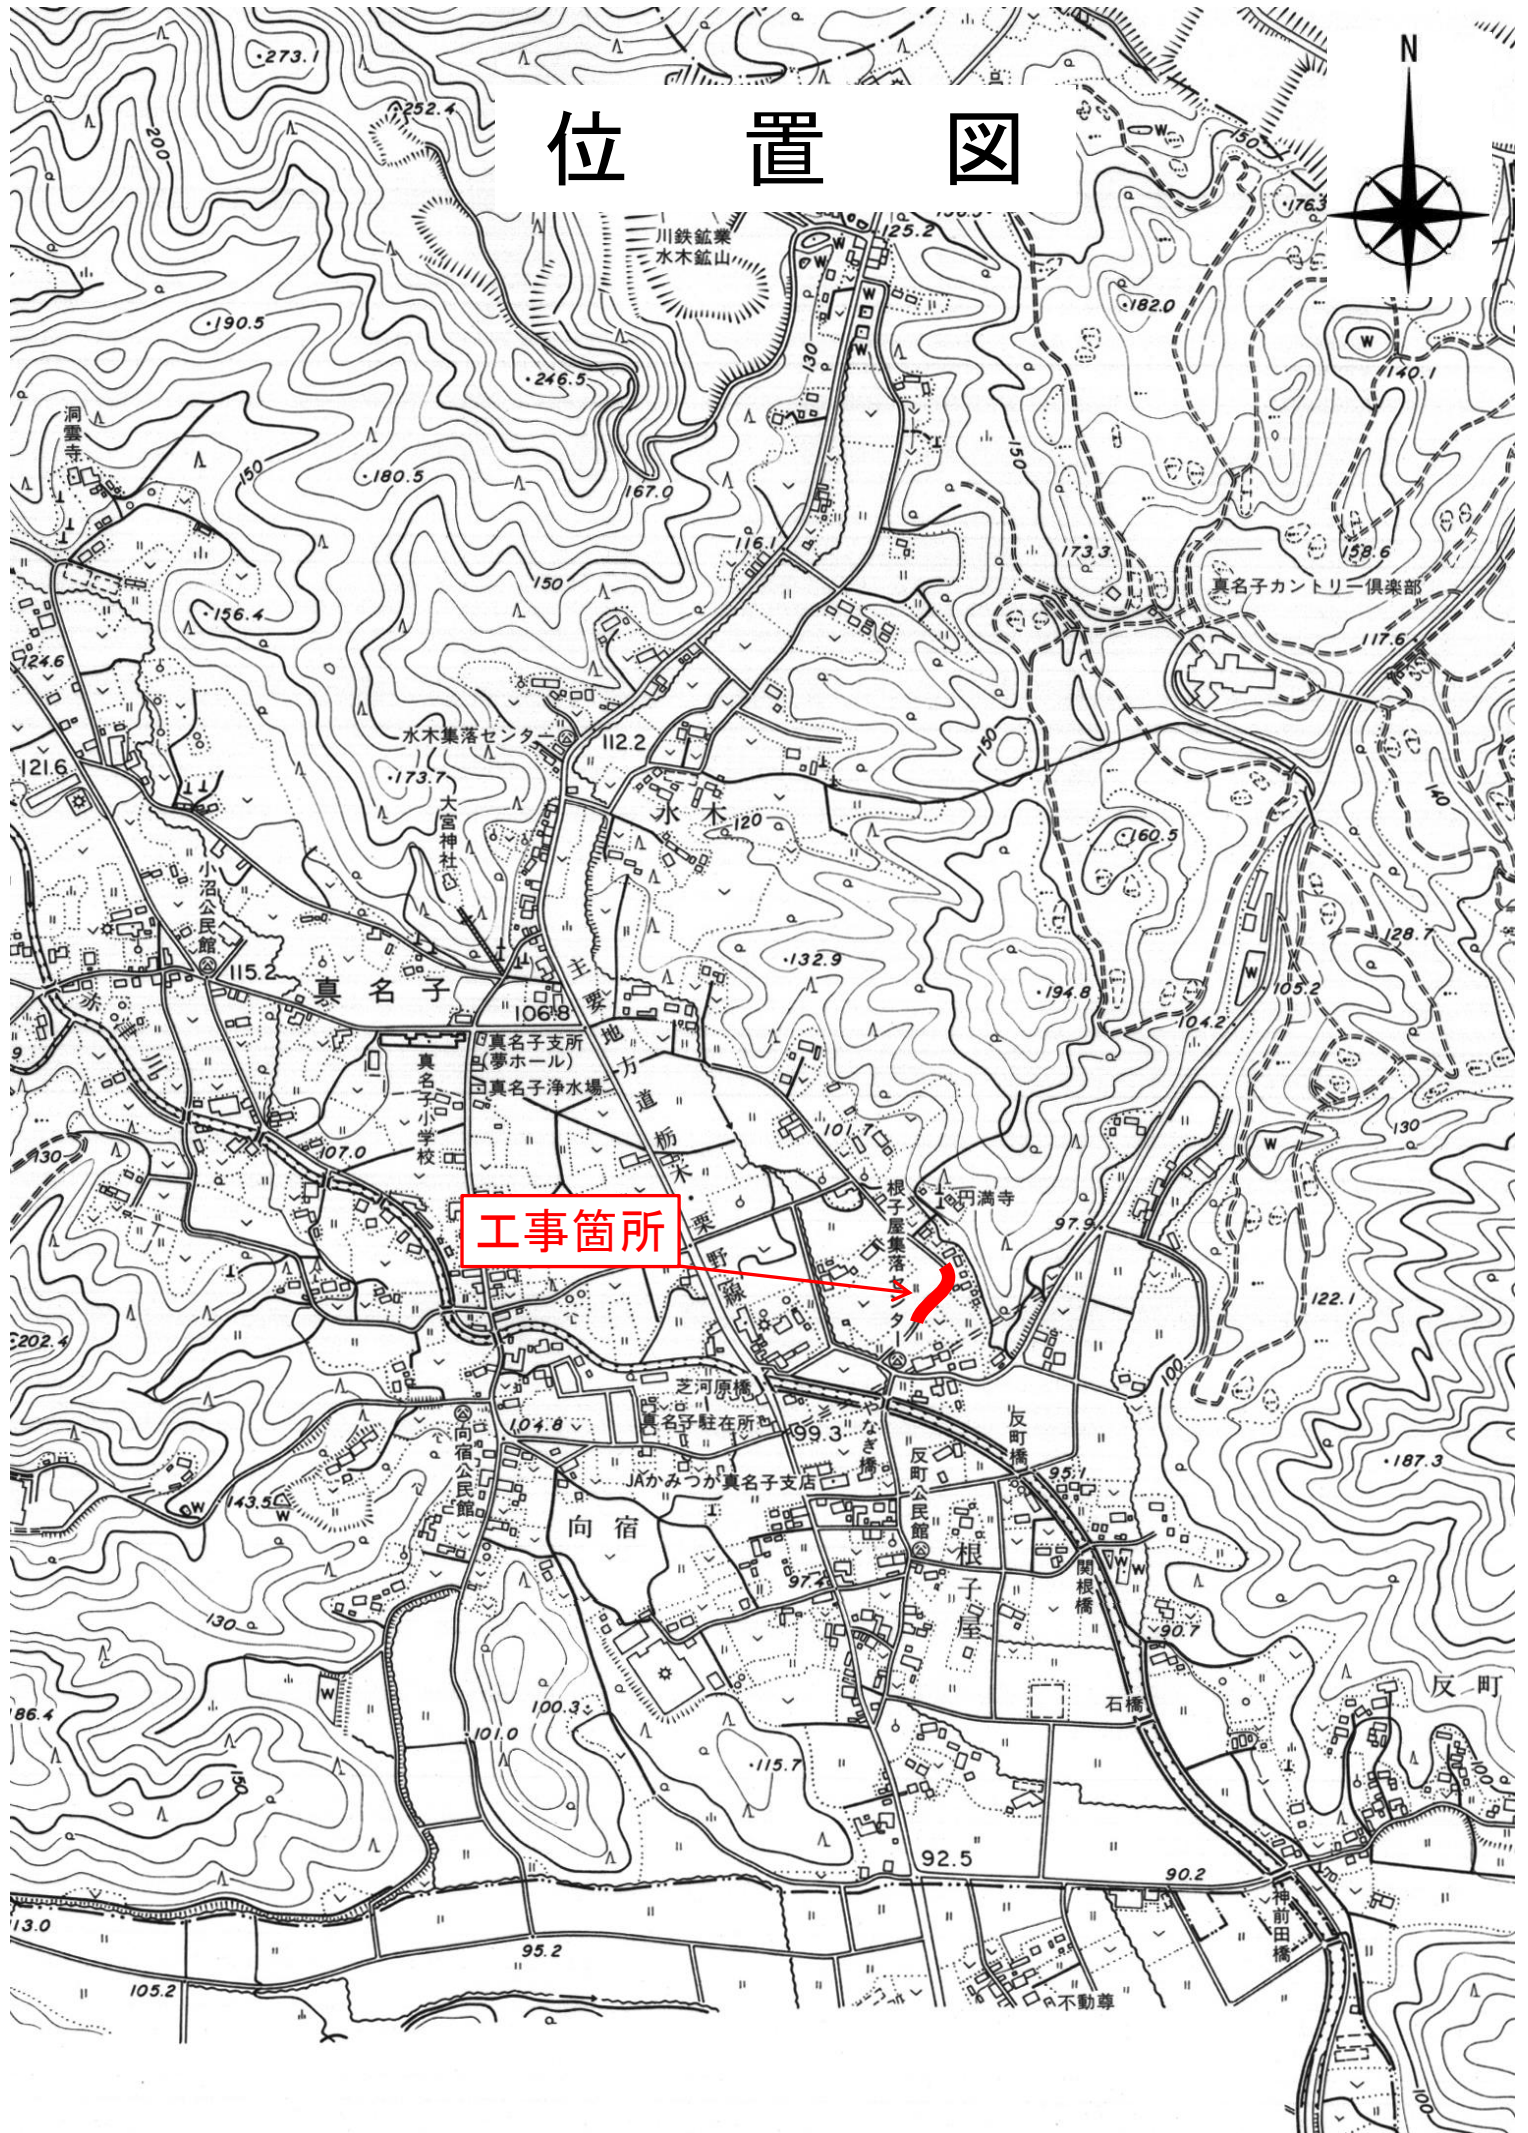 位置図
N
273.1
252.4
200
150
176.3
125.2
川鉄鉱業
水木鉱山
W
W
W
W
W
182.0
190.5
130
246.5
W
140.1
洞雲寺
150
180.5
167.0
150
116.1
173.3
158.6
150
真名子カントリー倶楽部
156.4
117.6
124.6
水木集落センター
112.2
150
121.6
173.7
大宮神社
水木
120
160.5
140
小沼公民館
128.7
132.9
W
115.2
真名子
主要地方道栃木・粟野線
194.8
105.2
106.8
104.2
赤津川
真名子支所
(夢ホール)
真名子浄水場
真名子小学校
101.7
130
W
130
107.0
根子屋集落センター
円満寺
97.9
工事箇所
122.1
202.4
芝河原橋
100
真名子駐在所
99.3
やなぎ橋
反町橋
104.8
向宿公民館
反町公民館
95.1
187.3
JAかみつが真名子支店
W
143.5
W
向宿
根子屋
97.4
関根橋
W
W
130
90.7
反町
W
石橋
86.4
100.3
101.0
115.7
150
100
92.5
90.2
13.0
神前田橋
95.2
105.2
不動尊
100